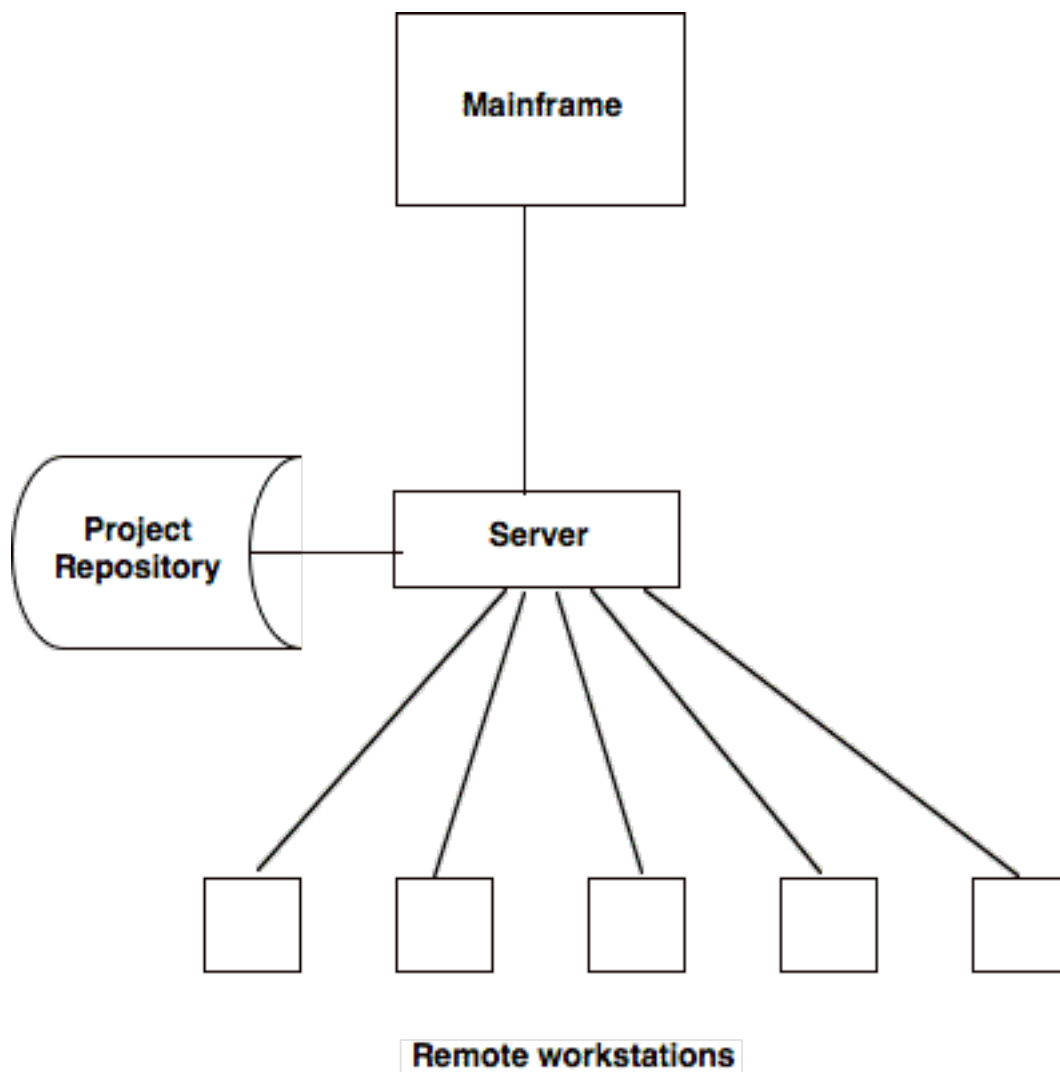 Mainframe
Server
Project
Repository
Remote workstations